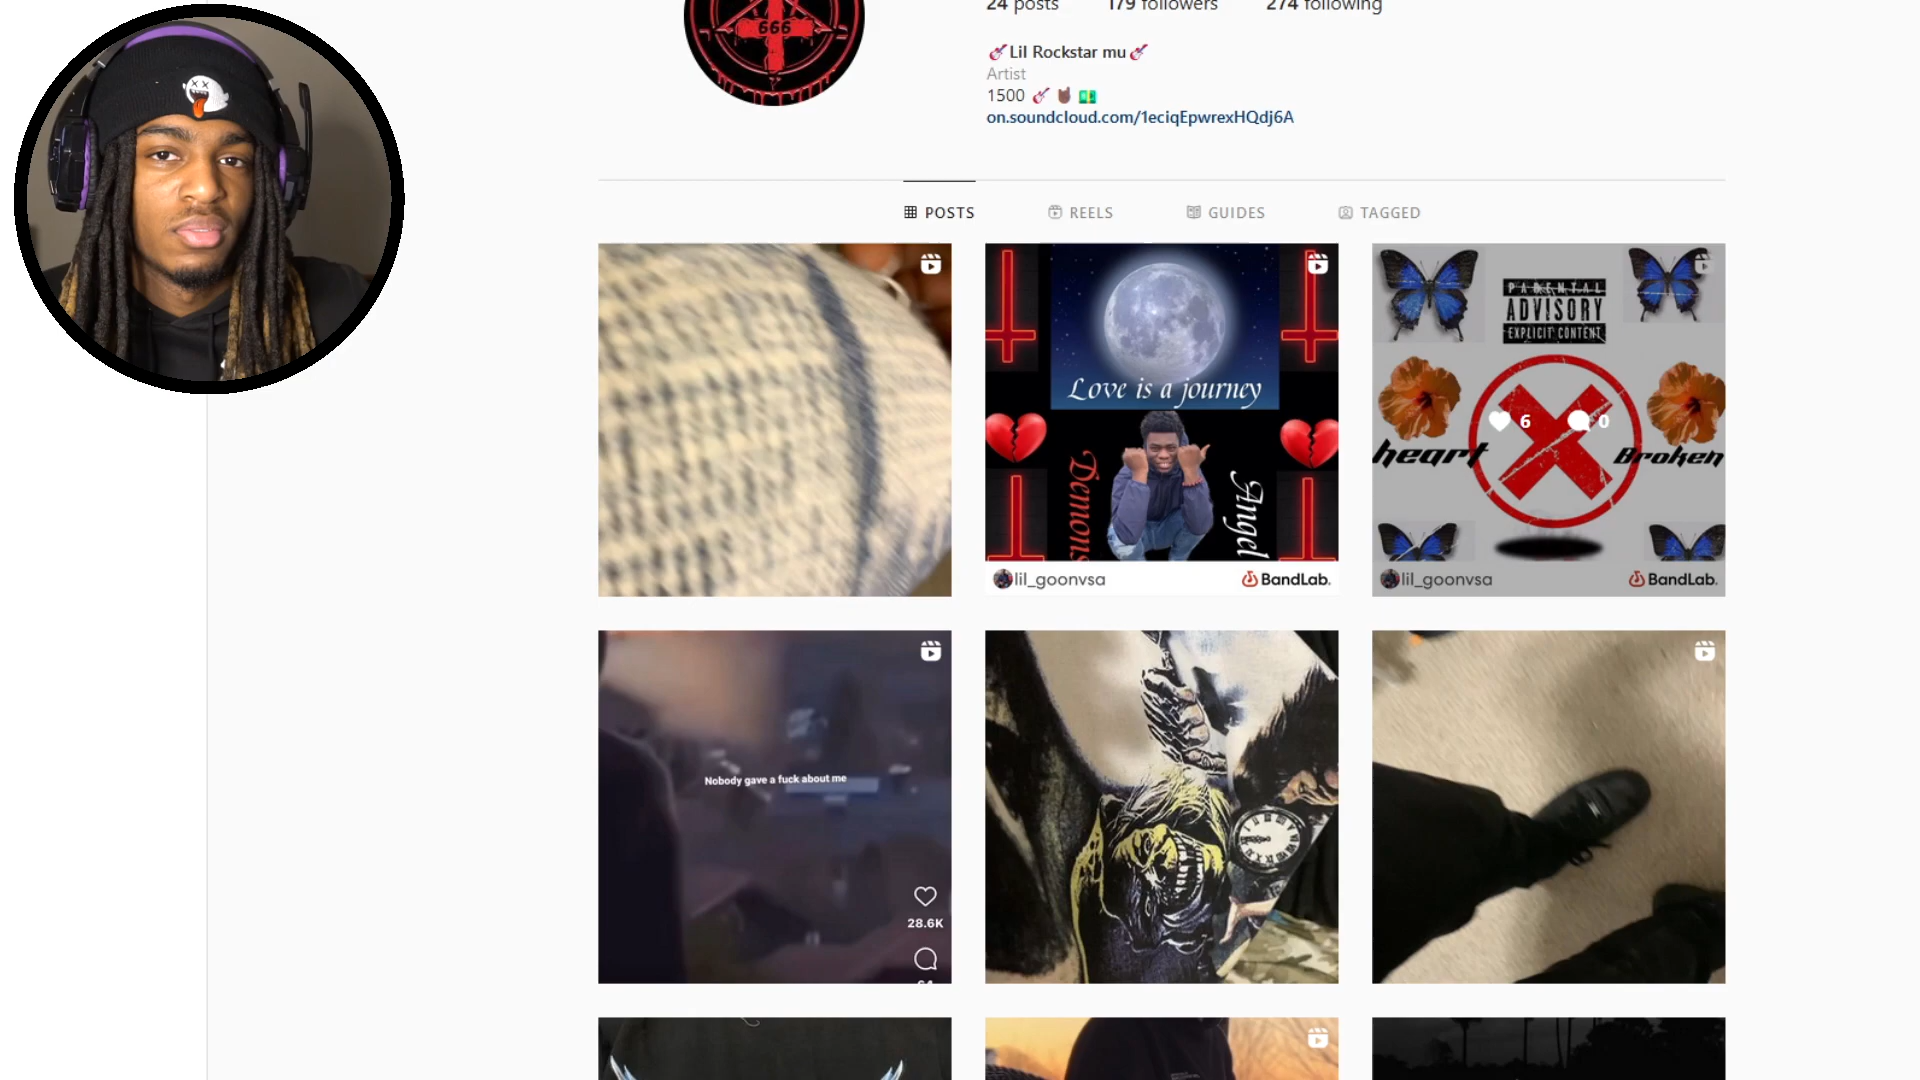 24 posts 179 followers 274 following
666
🎸Lil Rockstar mu🎸
Artist
1500 🎸 🤘🏿 💵
on.soundcloud.com/1eciqEpwrexHQdj6A
POSTS REELS GUIDES TAGGED
Love is a journey
Demons
Angel
lil_goonvsa
BandLab.
PARENTAL
ADVISORY
EXPLICIT CONTENT
6 0
heart Broken
lil_goonvsa
BandLab.
Nobody gave a fuck about me
28.6K